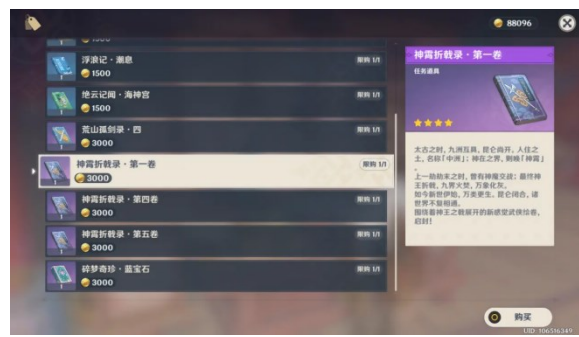 88096
浮浪记·潮息
限购 1/1
1500
绝云记闻·海神宫
限购 1/1
1500
荒山孤剑录·四
限购 1/1
3000
神霄折戟录·第一卷
限购 1/1
3000
神霄折戟录·第四卷
限购 1/1
3000
神霄折戟录·第五卷
限购 1/1
3000
碎梦奇珍·蓝宝石
限购 1/1
3000
神霄折戟录·第一卷
任务道具
太古之时，九洲互具，昆仑尚开，人住之
土，名称「中洲」；神在之界，则唤「神霄」
。
上一劫劫末之时，曾有神魔交战；最终神
王折戟，九界火焚，万象化灰。
如今新世伊始，万类更生，昆仑闭合，诸
世界不复相通。
围绕着神王之戟展开的新感觉武侠绘卷，
启封！
购买
UID: 106516349